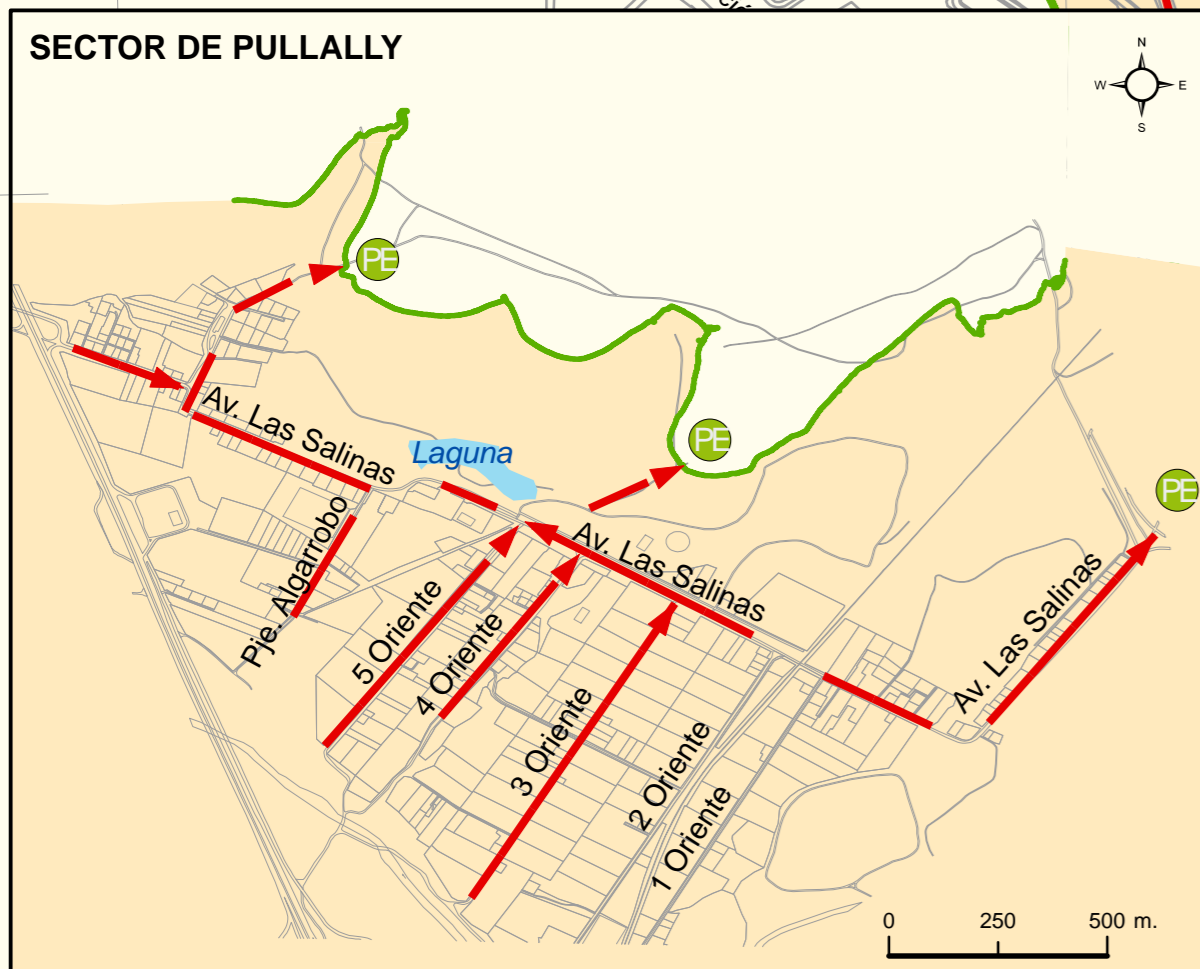 SECTOR DE PULLALLY
N
W E
S
PE
Av. Las Salinas
Laguna
PE
PE
Pje. Algarrobo
Av. Las Salinas
5 Oriente
4 Oriente
Av. Las Salinas
3 Oriente
2 Oriente
1 Oriente
0 250 500 m.